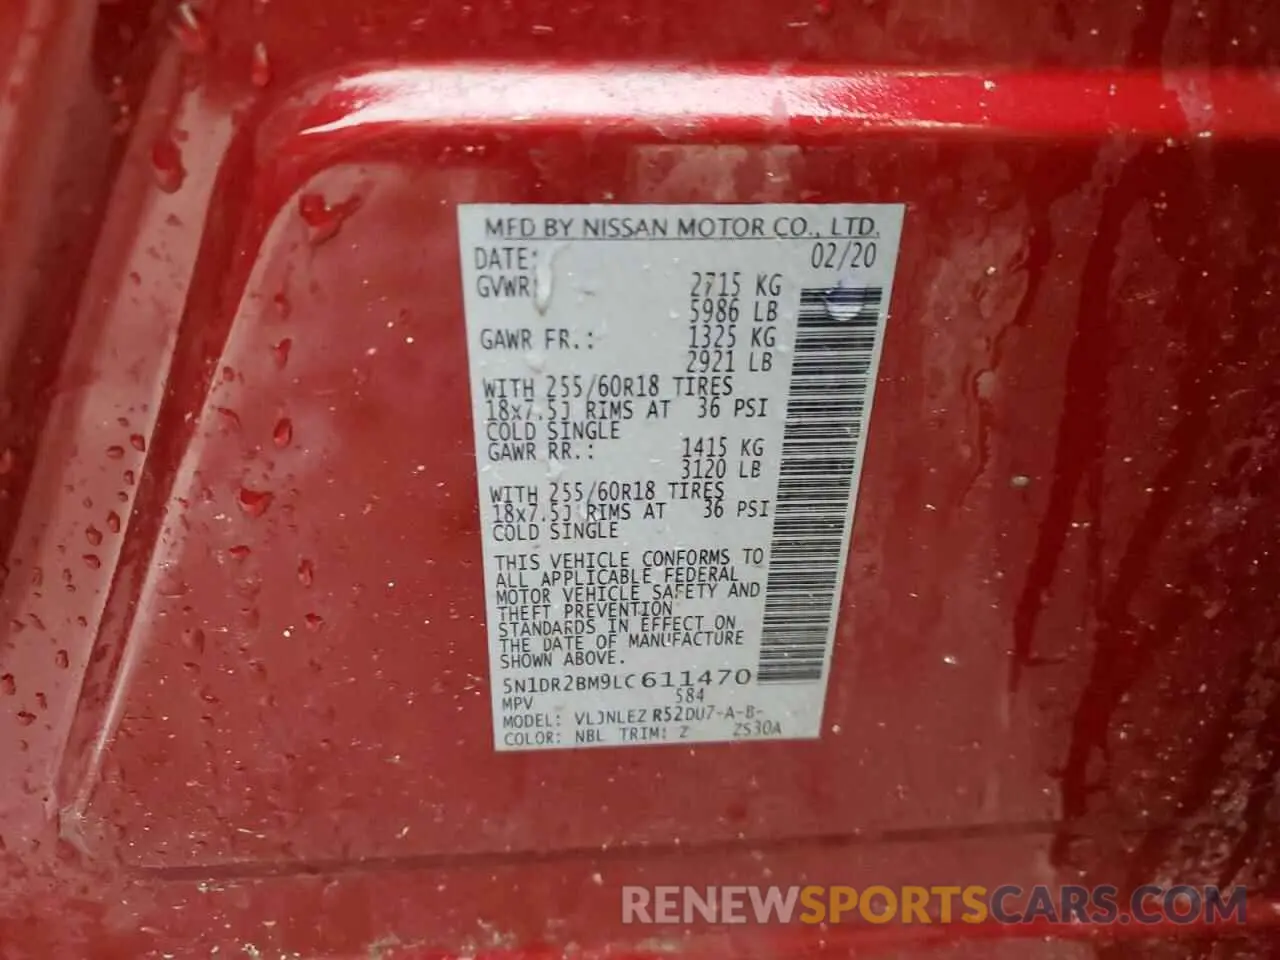 MFD BY NISSAN MOTOR CO., LTD.
DATE: 02/20
GVWR: 2715 KG
5986 LB
GAWR FR.: 1325 KG
2921 LB
WITH 255/60R18 TIRES
18x7.5J RIMS AT 36 PSI
COLD SINGLE
GAWR RR.: 1415 KG
3120 LB
WITH 255/60R18 TIRES
18x7.5J RIMS AT 36 PSI
COLD SINGLE
THIS VEHICLE CONFORMS TO
ALL APPLICABLE FEDERAL
MOTOR VEHICLE SAFETY AND
THEFT PREVENTION
STANDARDS IN EFFECT ON
THE DATE OF MANUFACTURE
SHOWN ABOVE.
5N1DR2BM9LC611470
MPV 584
MODEL: VLJNLEZ R52DU7-A-B-
COLOR: NBL TRIM: Z ZS30A
RENEWSPORTSCARS.COM